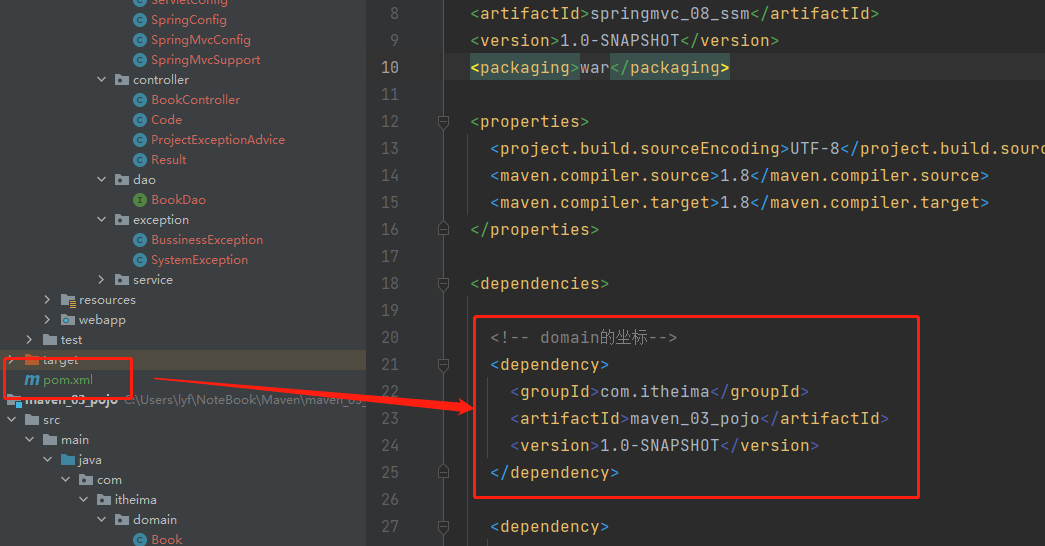 ServletConfig
SpringConfig
SpringMvcConfig
SpringMvcSupport
controller
BookController
Code
ProjectExceptionAdvice
Result
dao
BookDao
exception
BussinessException
SystemException
service
resources
webapp
test
target
pom.xml
maven_03_pojo C:\Users\lyf\NoteBook\Maven\maven_03_
src
main
java
com
itheima
domain
Book
8 <artifactId>springmvc_08_ssm</artifactId>
9 <version>1.0-SNAPSHOT</version>
10 <packaging>war</packaging>
11
12 <properties>
13 <project.build.sourceEncoding>UTF-8</project.build.sour
14 <maven.compiler.source>1.8</maven.compiler.source>
15 <maven.compiler.target>1.8</maven.compiler.target>
16 </properties>
17
18 <dependencies>
19
20 <!-- domain的坐标-->
21 <dependency>
22 <groupId>com.itheima</groupId>
23 <artifactId>maven_03_pojo</artifactId>
24 <version>1.0-SNAPSHOT</version>
25 </dependency>
26
27 <dependency>